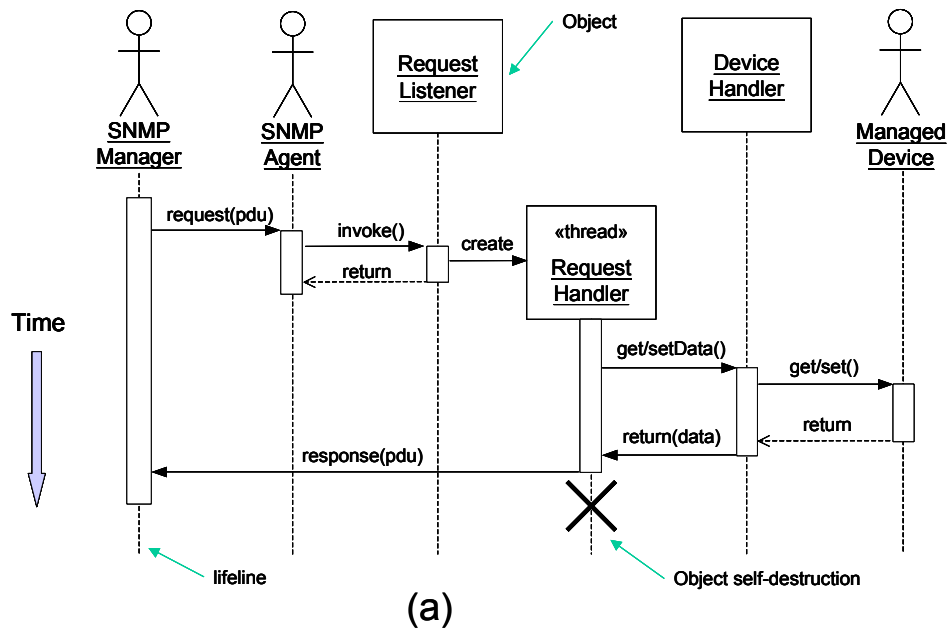 Object
Request
Listener
Device
Handler
SNMP
Manager
SNMP
Agent
Managed
Device
request(pdu)
invoke()
create
«thread»
Request
Handler
return
Time
get/setData()
get/set()
return
return(data)
response(pdu)
lifeline
Object self-destruction
(a)